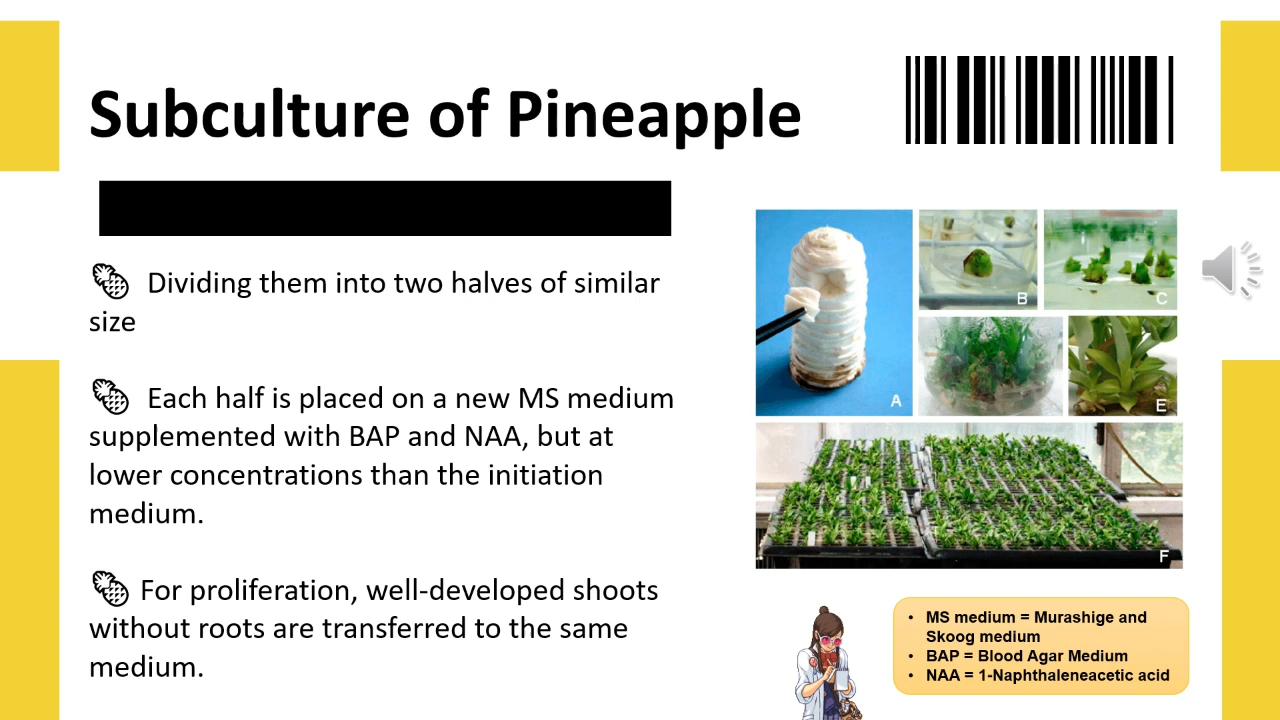 Subculture of Pineapple
Dividing them into two halves of similar
size
Each half is placed on a new MS medium
supplemented with BAP and NAA, but at
lower concentrations than the initiation
medium.
For proliferation, well-developed shoots
without roots are transferred to the same
medium.
A
B
C
E
F
• MS medium = Murashige and
Skoog medium
• BAP = Blood Agar Medium
• NAA = 1-Naphthaleneacetic acid